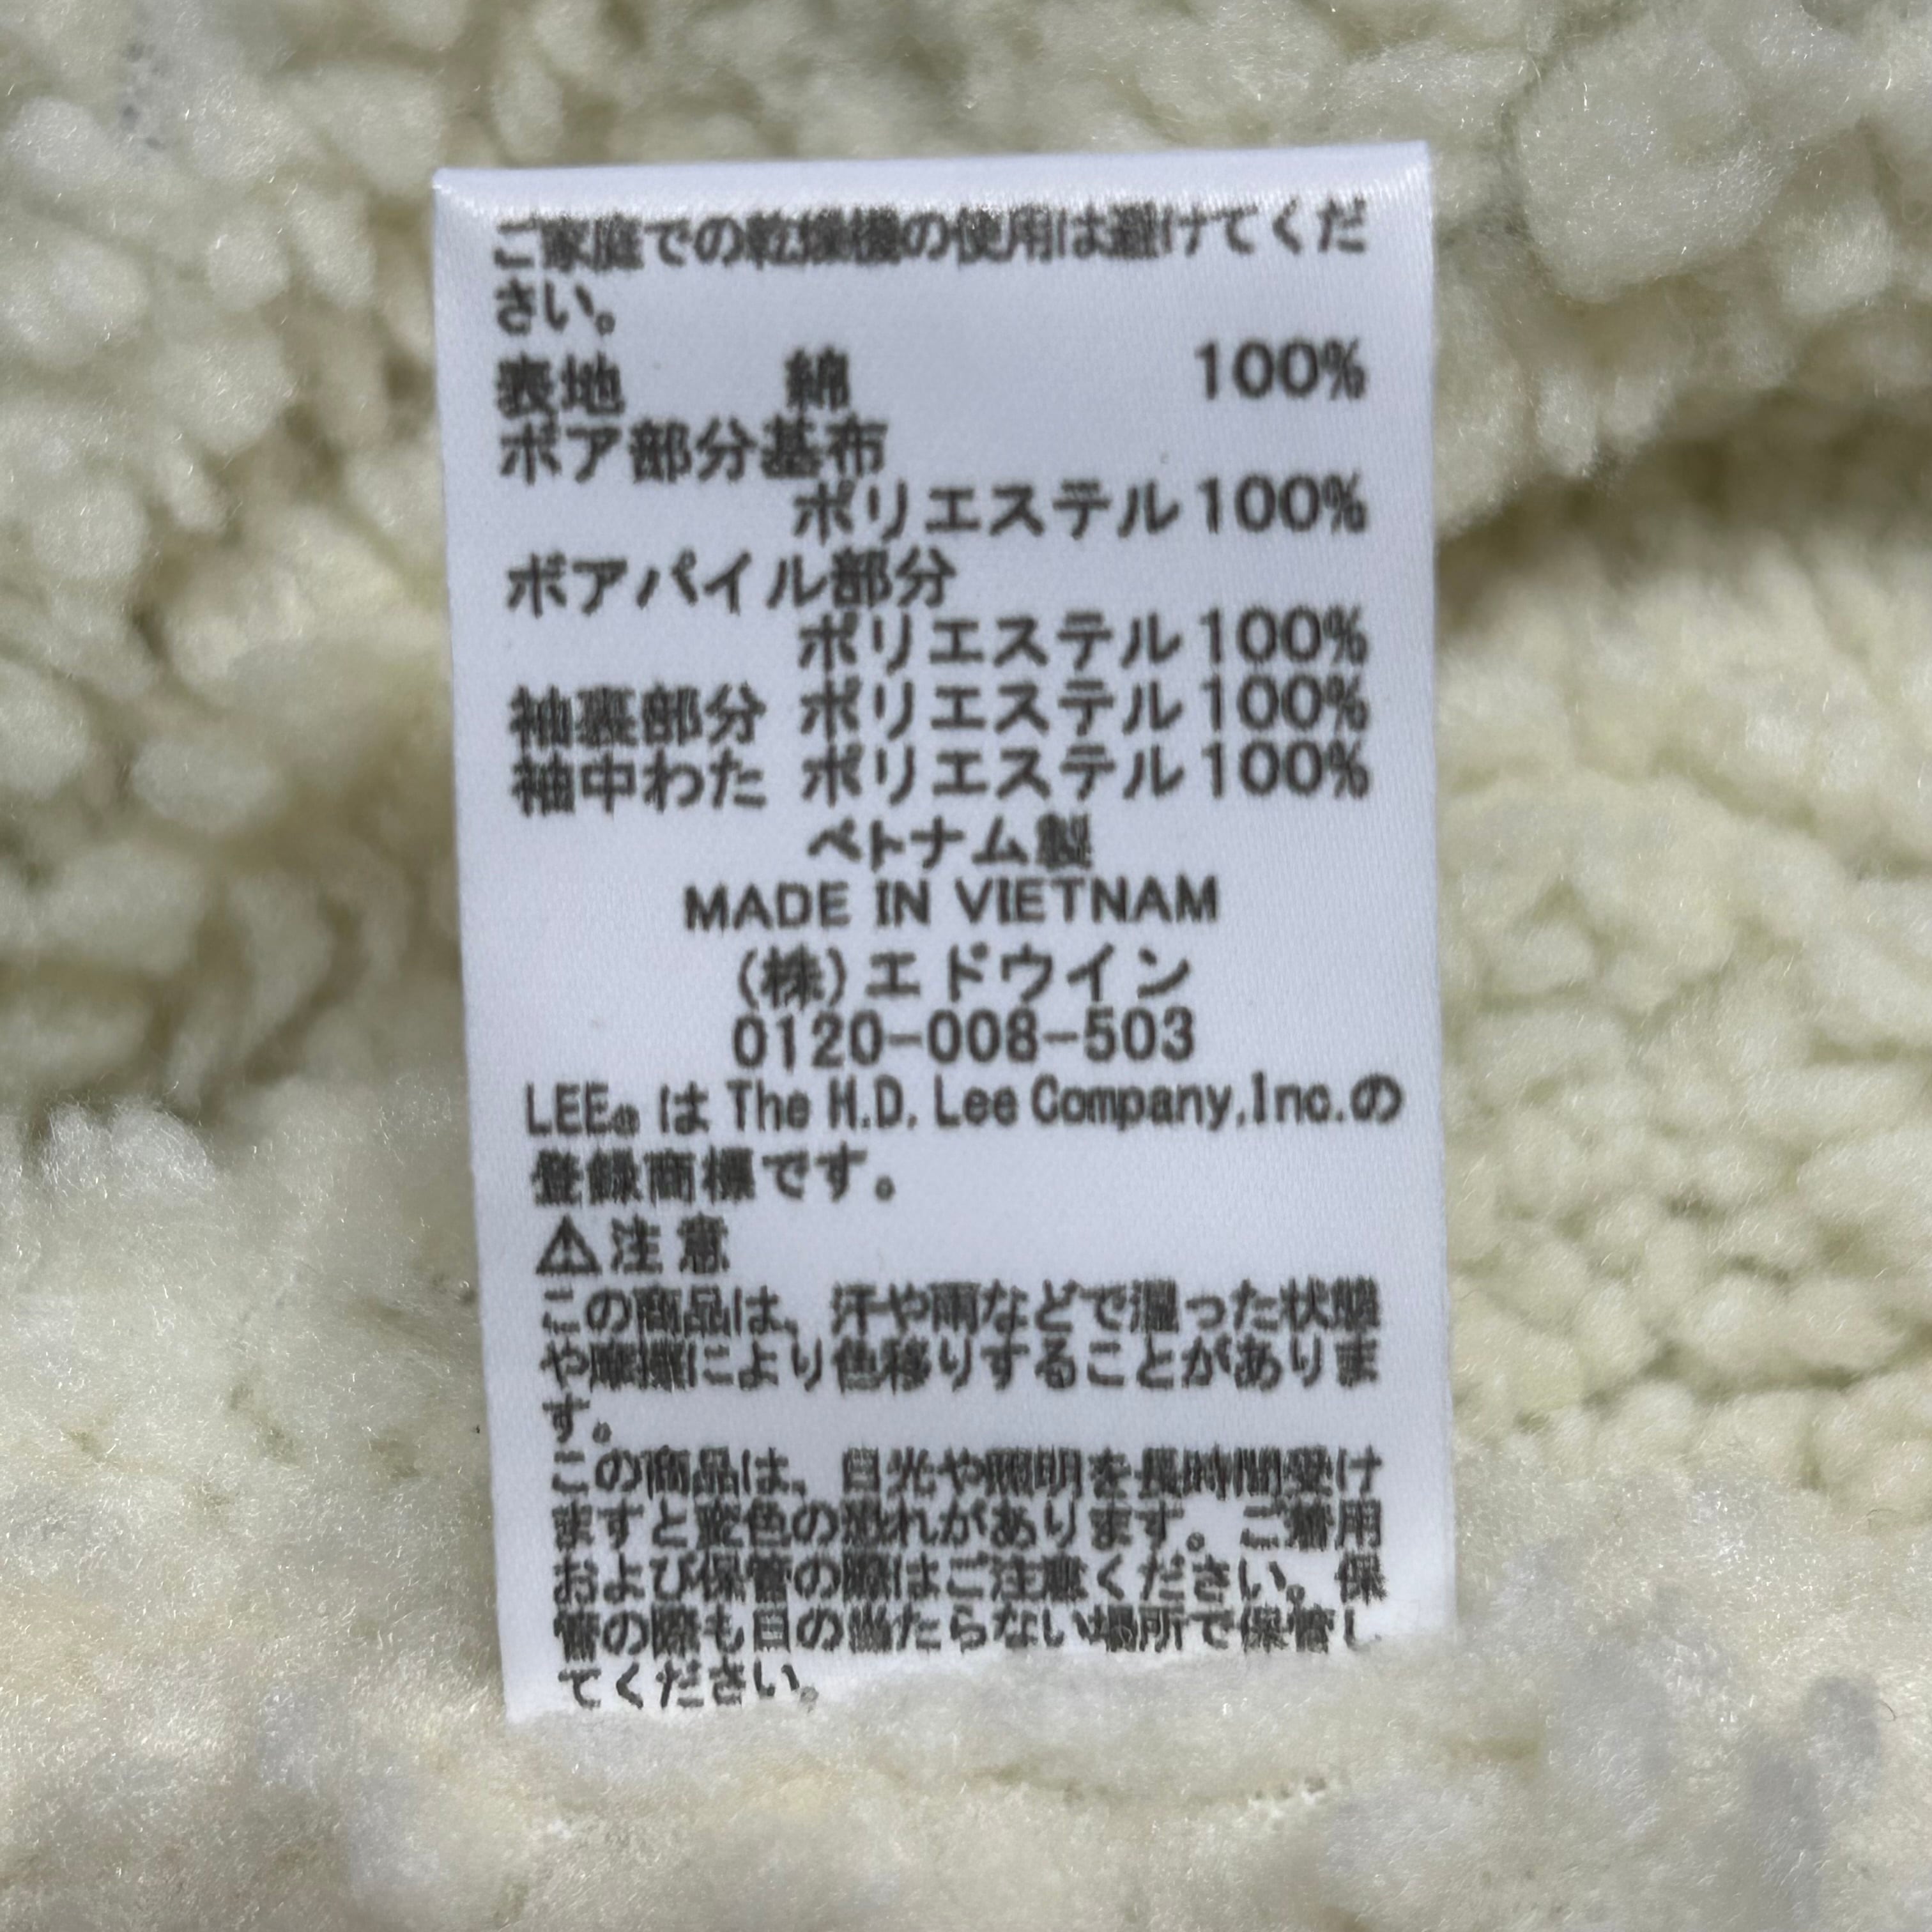 ご家庭での乾燥機の使用は避けてくだ
さい。
表地 綿 100%
ボア部分基布
ポリエステル 100%
ボアパイル部分
ポリエステル 100%
袖裏部分 ポリエステル 100%
袖中わた ポリエステル 100%
ベトナム製
MADE IN VIETNAM
(株)エドウイン
0120-008-503
LEE® は The H.D. Lee Company,Inc.の
登録商標です。
⚠注意
この商品は、汗や雨などで湿った状態
や摩擦により色移りすることがありま
す。
この商品は、日光や照明を長時間受け
ますと変色の恐れがあります。ご着用
および保管の際はご注意ください。保
管の際も日の当たらない場所で保管し
てください。